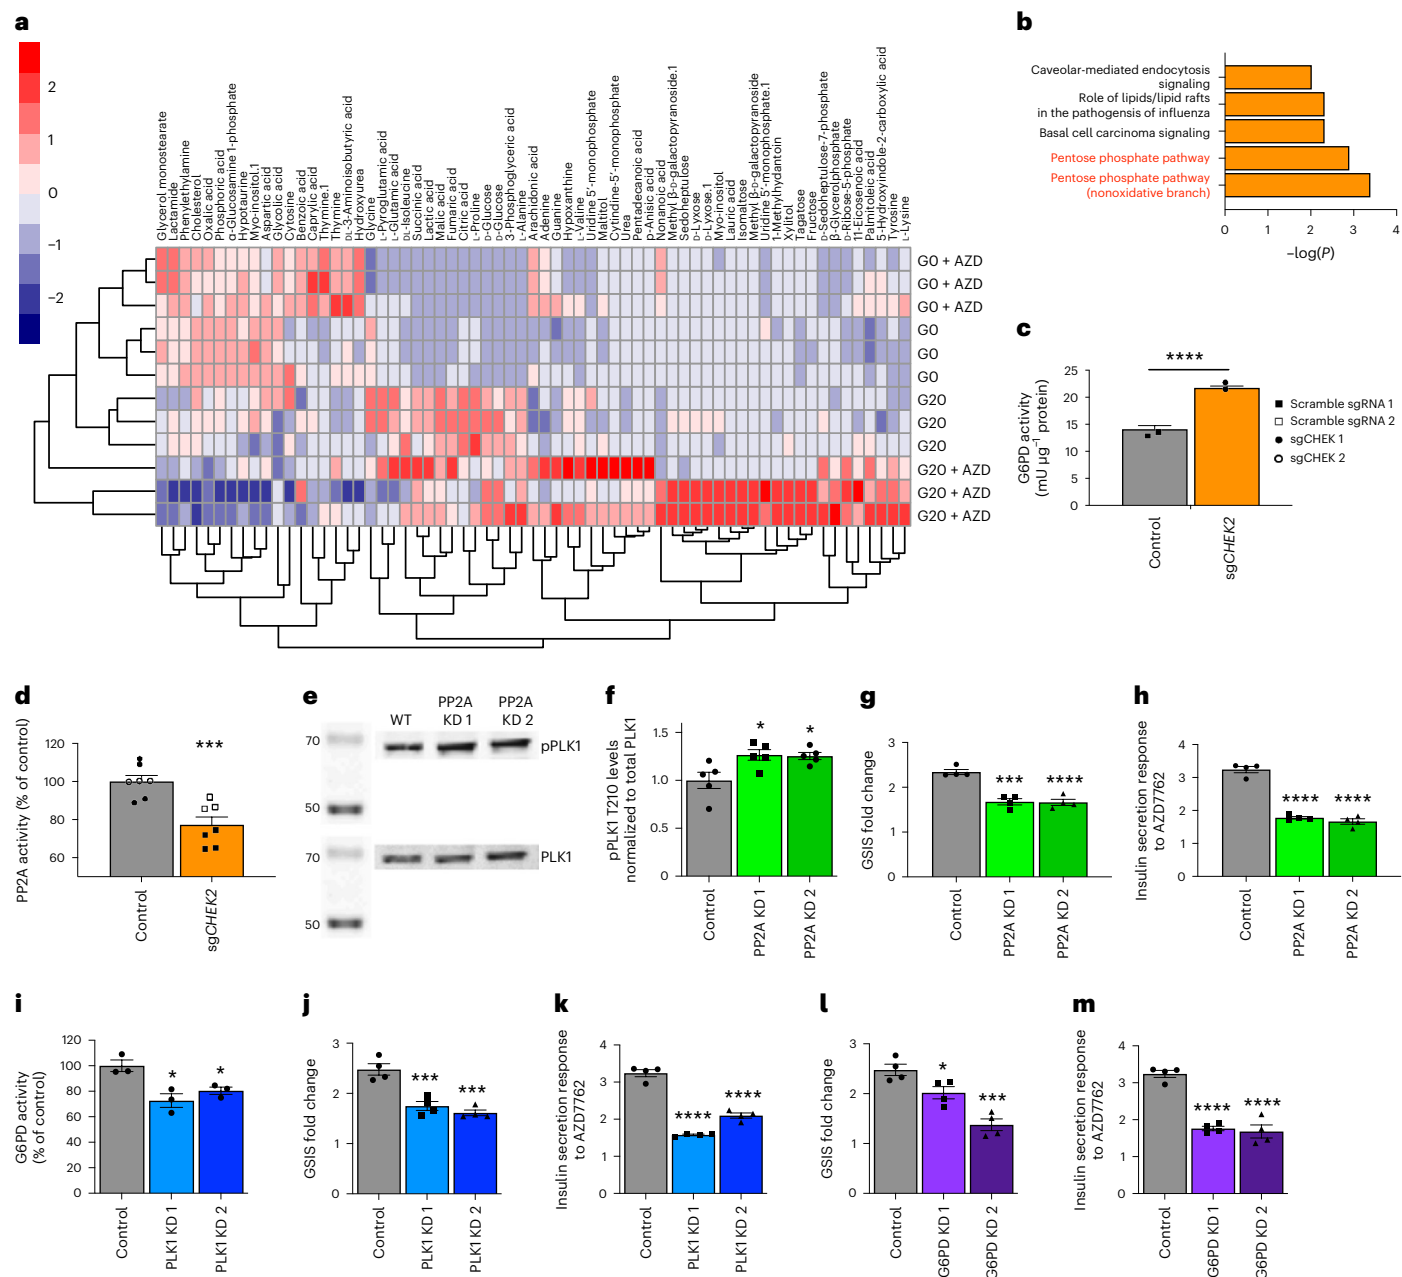 a
2
1
0
−1
−2
Glycerol monostearate
Lactamide
Phenylethylamine
Cholesterol
Oxalic acid
Phosphoric acid
α-Glucosamine 1-phosphate
Hypotaurine
Myo-inositol.1
Aspartic acid
Glycolic acid
Cytosine
Benzoic acid
Caprylic acid
Thymine.1
Thymine
DL-3-Aminoisobutyric acid
Hydroxyurea
Glycine
L-Pyroglutamic acid
L-Glutamic acid
DL-Isoleucine
Succinic acid
Lactic acid
Malic acid
Fumaric acid
Citric acid
L-Proline
D-Glucose
D-Glucose
3-Phosphoglyceric acid
L-Alanine
Arachidonic acid
Adenine
Guanine
Hypoxanthine
L-Valine
Uridine 5′-monophosphate
Maltitol
Cytidine-5′-monophosphate
Urea
Pentadecanoic acid
p-Anisic acid
Nonanoic acid
Methyl β-D-galactopyranoside.1
Sedoheptulose
D-Lyxose
D-Lyxose.1
Myo-inositol
Lauric acid
Isomaltose
Methyl β-D-galactopyranoside
Uridine 5′-monophosphate.1
1-Methylhydantoin
Xylitol
Tagatose
Fructose
D-Sedoheptulose-7-phosphate
β-Glycerolphosphate
D-Ribose-5-phosphate
11-Eicosenoic acid
Palmitoleic acid
5-Hydroxyindole-2-carboxylic acid
Tyrosine
L-Lysine
G0 + AZD
G0 + AZD
G0 + AZD
G0
G0
G0
G20
G20
G20
G20 + AZD
G20 + AZD
G20 + AZD
b
Caveolar-mediated endocytosis
signaling
Role of lipids/lipid rafts
in the pathogensis of influenza
Basal cell carcinoma signaling
Pentose phosphate pathway
Pentose phosphate pathway
(nonoxidative branch)
0 1 2 3 4
−log(P)
c
****
G6PD activity
(mU µg⁻¹ protein)
25
20
15
10
5
0
Control
sgCHEK2
Scramble sgRNA 1
Scramble sgRNA 2
sgCHEK 1
sgCHEK 2
d
PP2A activity (% of control)
120
100
80
60
***
Control
sgCHEK2
e
WT
PP2A
KD 1
PP2A
KD 2
70
pPLK1
50
70
PLK1
50
f
pPLK1 T210 levels
normalized to total PLK1
1.5
1.0
0.5
0
* *
Control
PP2A KD 1
PP2A KD 2
g
GSIS fold change
3
2
1
0
*** ****
Control
PP2A KD 1
PP2A KD 2
h
Insulin secretion response
to AZD7762
4
3
2
1
0
**** ****
Control
PP2A KD 1
PP2A KD 2
i
G6PD activity
(% of control)
120
100
80
60
40
20
0
* *
Control
PLK1 KD 1
PLK1 KD 2
j
GSIS fold change
3
2
1
0
*** ***
Control
PLK1 KD 1
PLK1 KD 2
k
Insulin secretion response
to AZD7762
4
3
2
1
0
**** ****
Control
PLK1 KD 1
PLK1 KD 2
l
GSIS fold change
3
2
1
0
* ***
Control
G6PD KD 1
G6PD KD 2
m
Insulin secretion response
to AZD7762
4
3
2
1
0
**** ****
Control
G6PD KD 1
G6PD KD 2